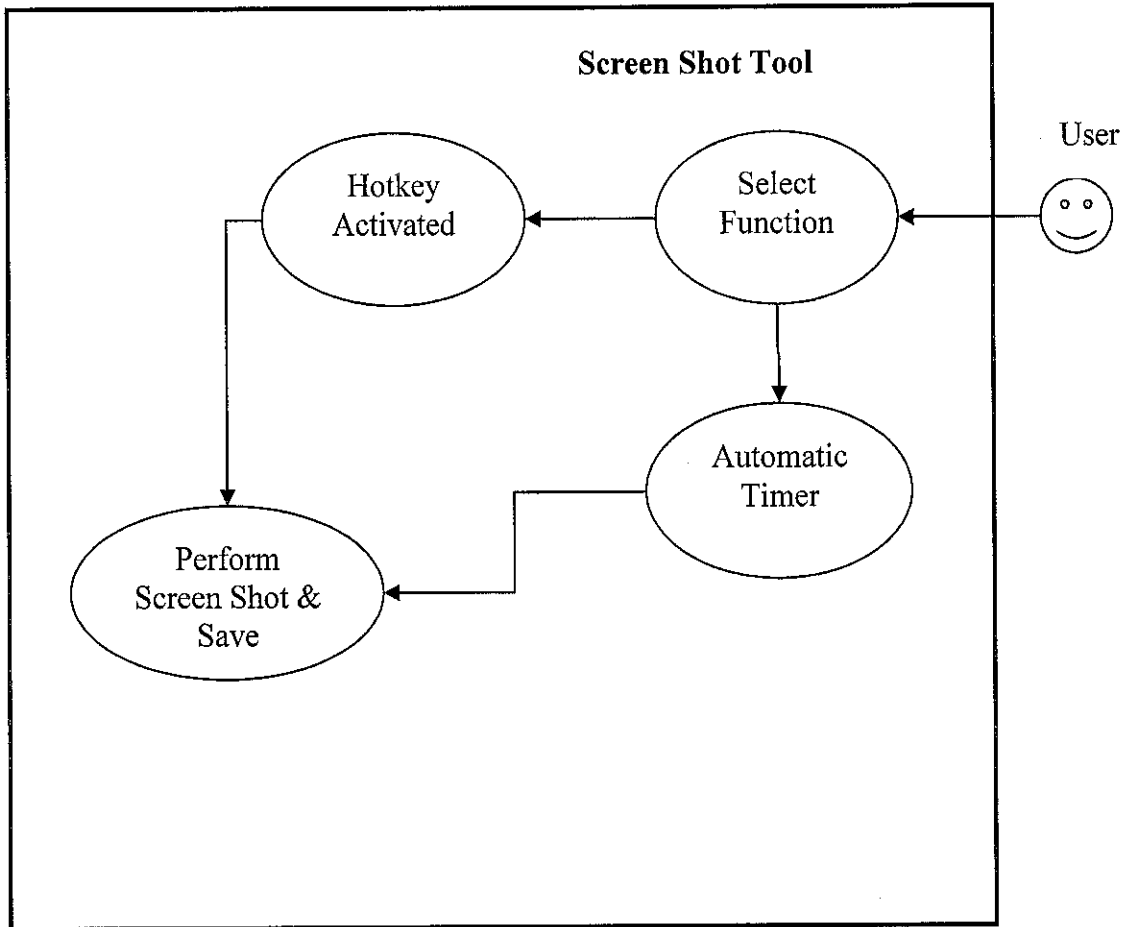 Screen Shot Tool
User
Hotkey
Activated
Select
Function
Automatic
Timer
Perform
Screen Shot &
Save